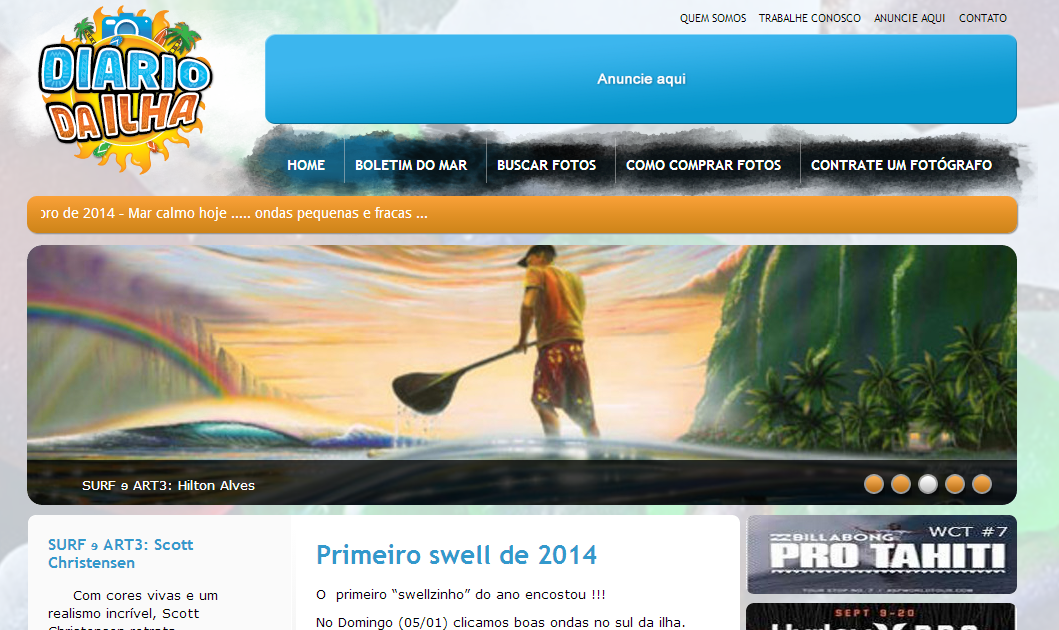 QUEM SOMOS TRABALHE CONOSCO ANUNCIE AQUI CONTATO
DIÁRIO
DA ILHA
Anuncie aqui
HOME BOLETIM DO MAR BUSCAR FOTOS COMO COMPRAR FOTOS CONTRATE UM FOTÓGRAFO
de 2014 - Mar calmo hoje ..... ondas pequenas e fracas ...
SURF ɘ ART3: Hilton Alves
SURF ɘ ART3: Scott
Christensen
Com cores vivas e um
realismo incrível, Scott
Primeiro swell de 2014
O primeiro “swellzinho” do ano encostou !!!
No Domingo (05/01) clicamos boas ondas no sul da ilha.
BILLABONG WCT #7
PRO TAHITI
SEPT 9-20